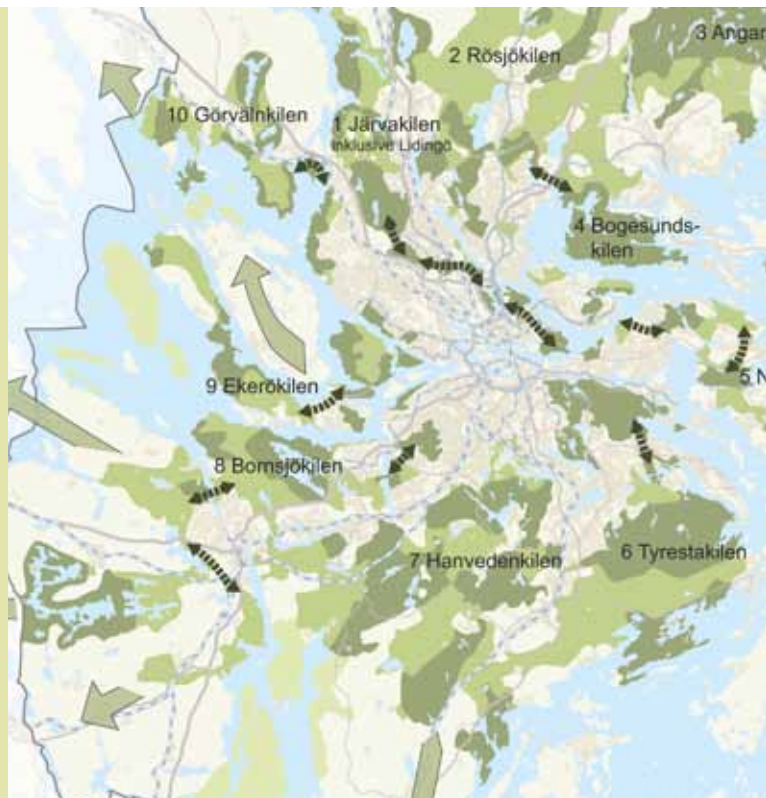 3 Angar
2 Rösjökilen
10 Görvälnkilen
1 Järvakilen
inklusive Lidingö
4 Bogesunds-
kilen
5 N
9 Ekerökilen
8 Bornsjökilen
6 Tyrestakilen
7 Hanvedenkilen